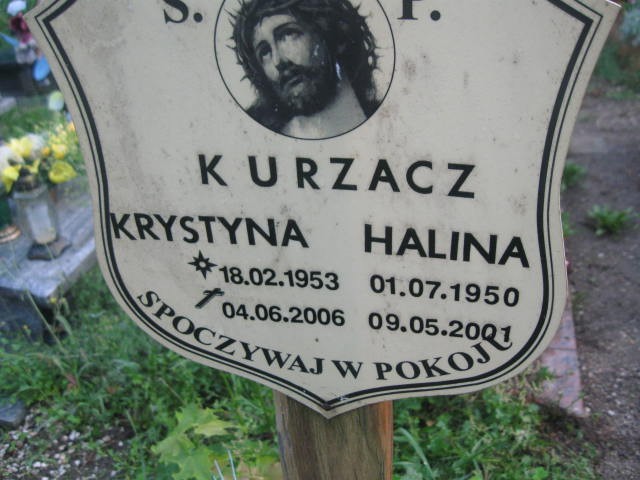 S. P.
KURZACZ
KRYSTYNA HALINA
18.02.1953 01.07.1950
04.06.2006 09.05.2001
SPOCZYWAJ W POKOJU